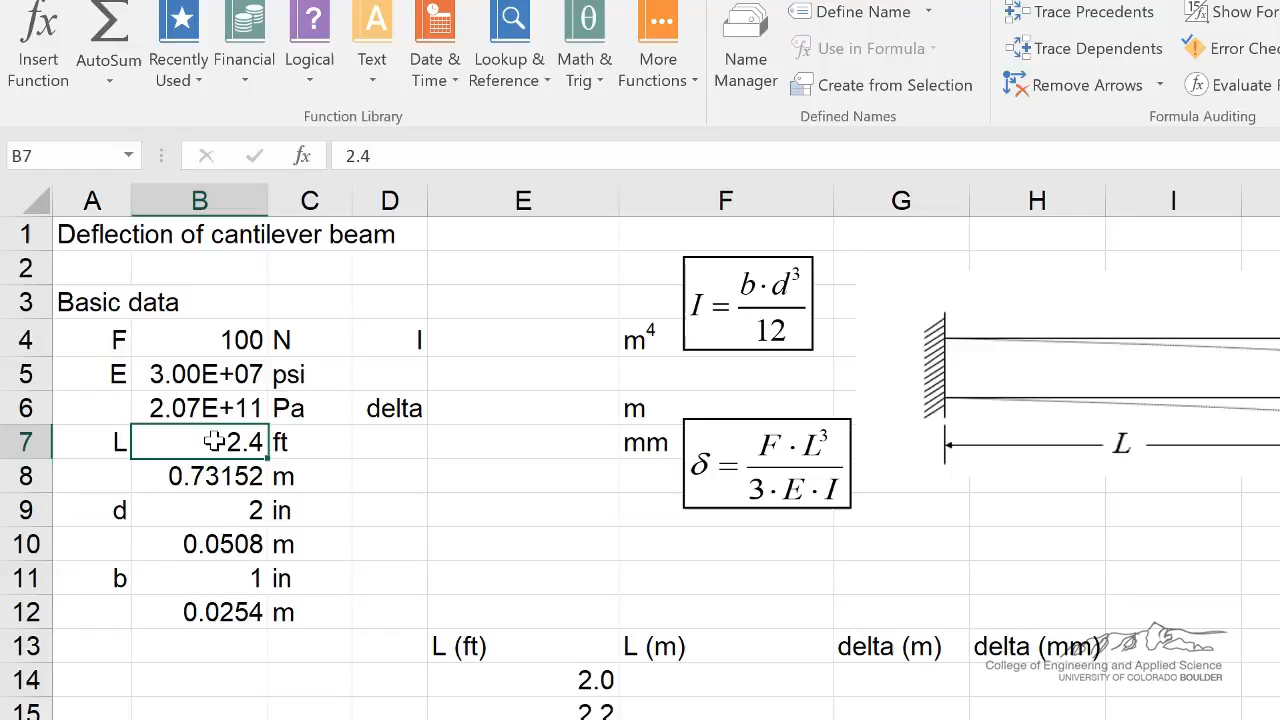 Insert Function
AutoSum
Recently Used
Financial
Logical
Text
Date & Time
Lookup & Reference
Math & Trig
More Functions
Function Library
Name Manager
Define Name
Use in Formula
Create from Selection
Defined Names
Trace Precedents
Trace Dependents
Remove Arrows
Show For
Error Chec
Evaluate
Formula Auditing
B7 fx 2.4
A B C D E F G H I
1 Deflection of cantilever beam
2
3 Basic data
4 F 100 N I m⁴
5 E 3.00E+07 psi
6 2.07E+11 Pa delta m
7 L 2.4 ft mm
8 0.73152 m
9 d 2 in
10 0.0508 m
11 b 1 in
12 0.0254 m
13 L (ft) L (m) delta (m) delta (mm)
14 2.0
15 2.2
I = b·d³ / 12
δ = F·L³ / 3·E·I
L
College of Engineering and Applied Science
UNIVERSITY OF COLORADO BOULDER